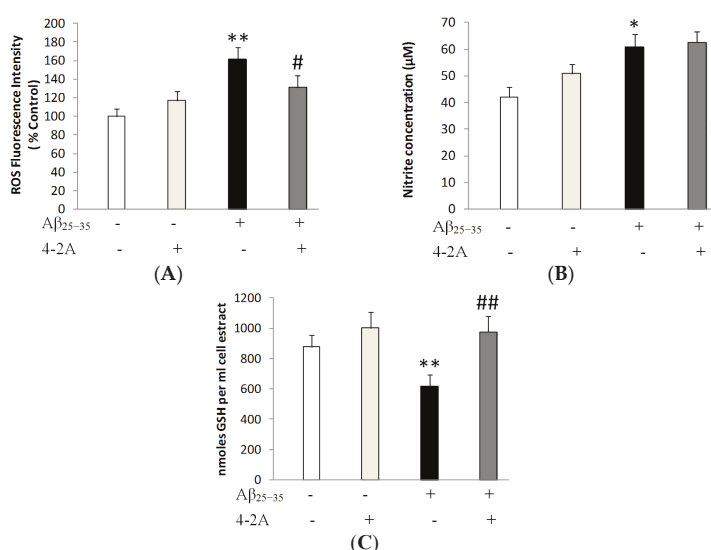 ROS Fluorescence Intensity
( % Control)
200
180
160
140
120
100
80
60
40
20
0
**
#
Aβ25–35 - - + +
4-2A - + - +
(A)
Nitrite concentration (µM)
70
60
50
40
30
20
10
0
*
Aβ25–35 - - + +
4-2A - + - +
(B)
nmoles GSH per ml cell extract
1200
1000
800
600
400
200
0
**
##
Aβ25–35 - - + +
4-2A - + - +
(C)